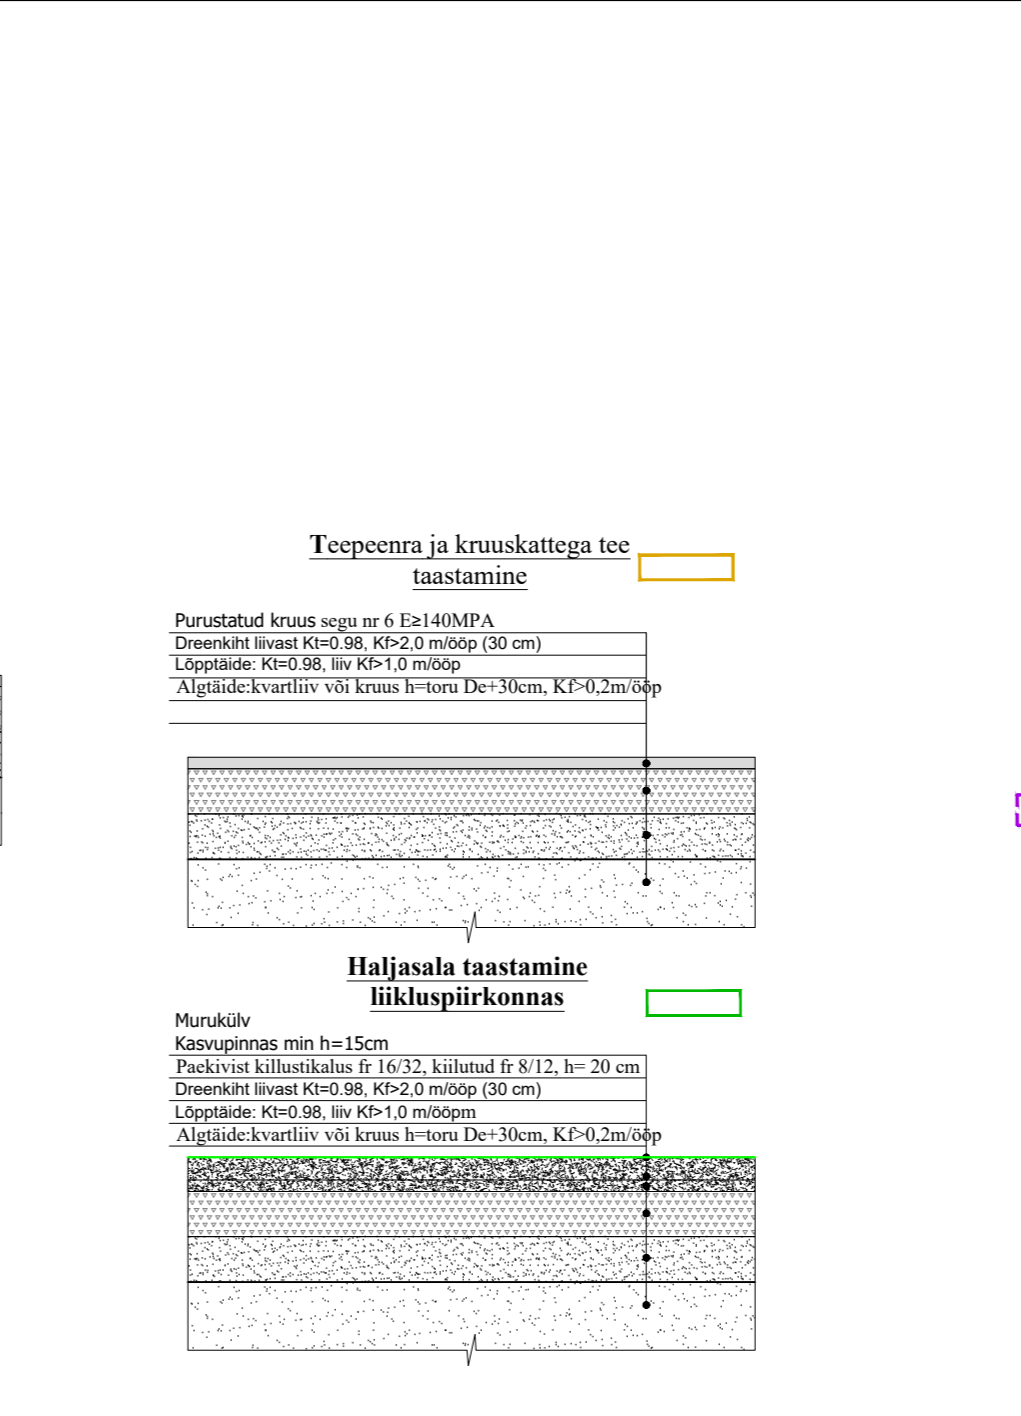 Teepeenra ja kruuskattega tee
taastamine
Purustatud kruus segu nr 6 E≥140MPA
Dreenkiht liivast Kt=0.98, Kf>2,0 m/ööp (30 cm)
Lõpptäide: Kt=0.98, liiv Kf>1,0 m/ööp
Algtäide:kvartliiv või kruus h=toru De+30cm, Kf>0,2m/ööp
Haljasala taastamine
liikluspiirkonnas
Murukülv
Kasvupinnas min h=15cm
Paekivist killustikalus fr 16/32, kiilutud fr 8/12, h= 20 cm
Dreenkiht liivast Kt=0.98, Kf>2,0 m/ööp (30 cm)
Lõpptäide: Kt=0.98, liiv Kf>1,0 m/ööpm
Algtäide:kvartliiv või kruus h=toru De+30cm, Kf>0,2m/ööp